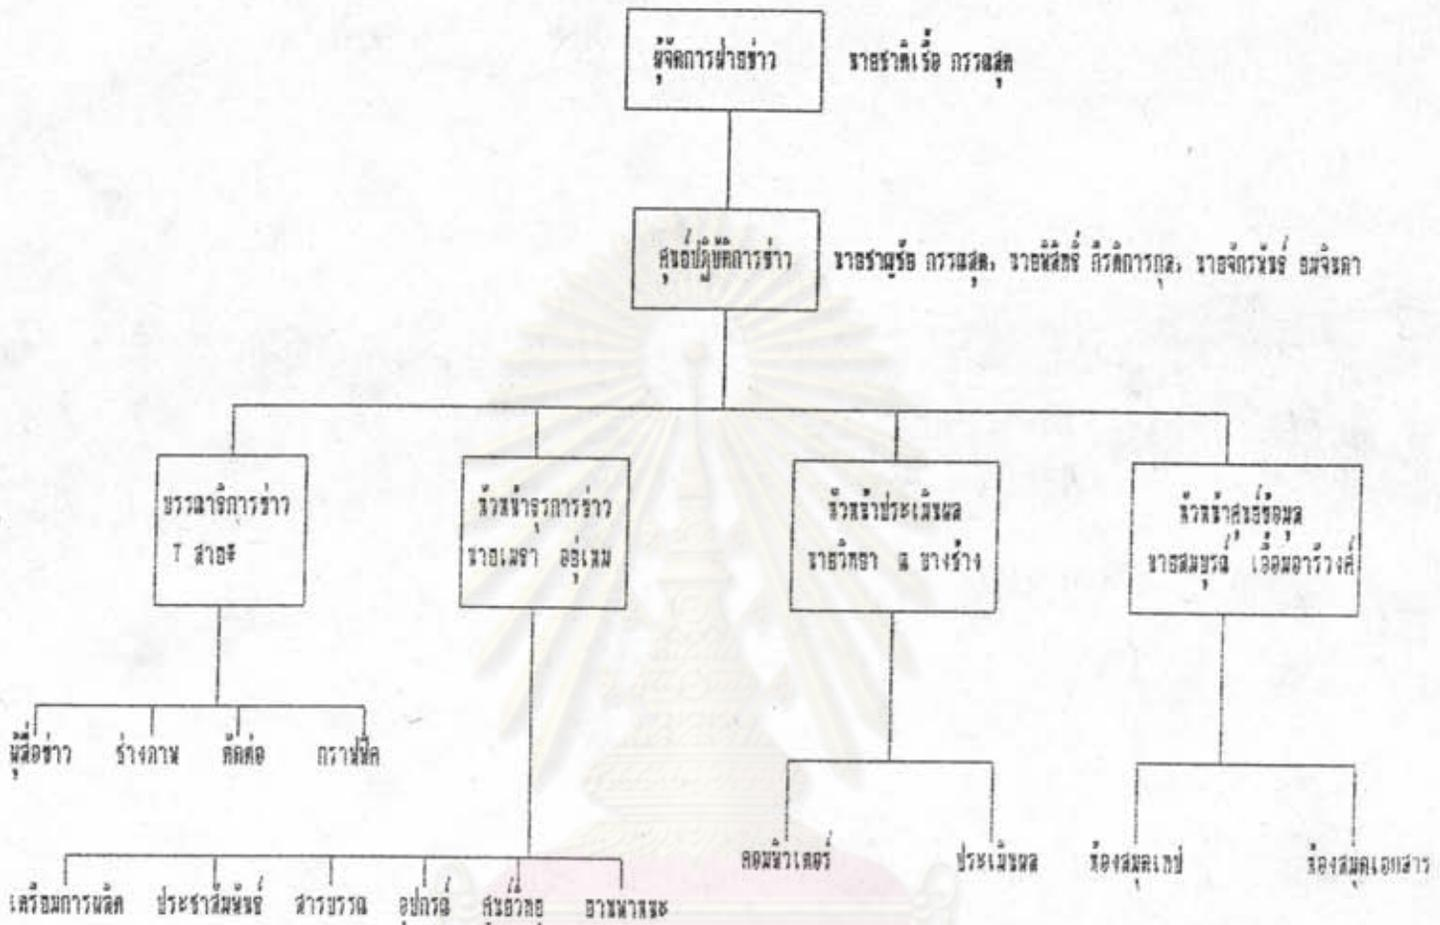 ผู้จัดการฝ่ายข่าว นายชาติเชื้อ กรรณสูต
ศูนย์ปฏิบัติการข่าว นายชาญชัย กรรณสูต, นายพิสิทธิ์ กีรติการกุล, นายจักรพันธ์ ยมจินดา
บรรณาธิการข่าว
7 สาย*
หัวหน้าธุรการข่าว
นายเมธา อยู่เนม
หัวหน้าประเมินผล
นายวิทยา ณ บางช้าง
หัวหน้าศูนย์ข้อมูล
นายสมบูรณ์ เอื้อมอารีวงศ์
ผู้สื่อข่าว ช่างภาพ ตัดต่อ กราฟฟิค
คอมพิวเตอร์ ประเมินผล ห้องสมุดเทป ห้องสมุดเอกสาร
เตรียมการผลิต ประชาสัมพันธ์ สารบรรณ อุปกรณ์ ศูนย์วิทยุ ยานพาหนะ